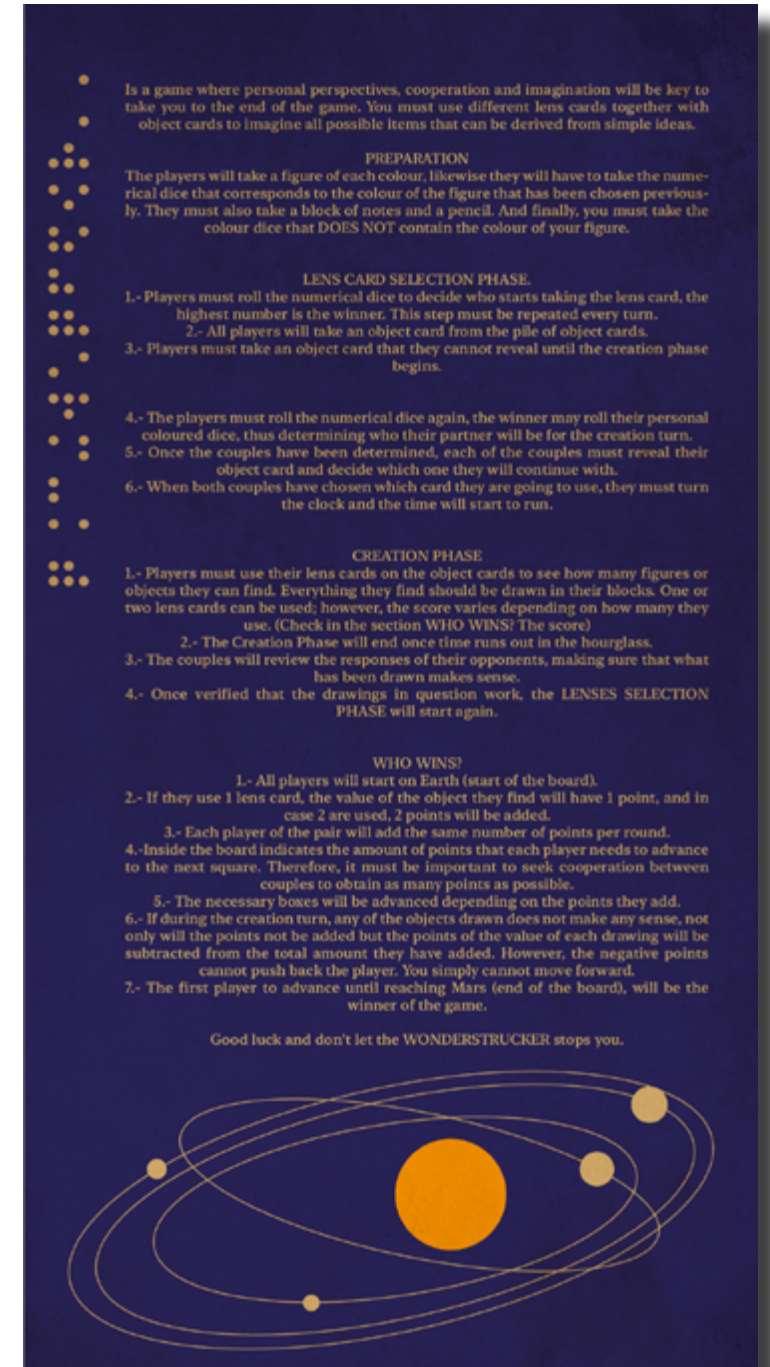 Is a game where personal perspectives, cooperation and imagination will be key to
take you to the end of the game. You must use different lens cards together with
object cards to imagine all possible items that can be derived from simple ideas.
PREPARATION
The players will take a figure of each colour, likewise they will have to take the nume-
rical dice that corresponds to the colour of the figure that has been chosen previous-
ly. They must also take a block of notes and a pencil. And finally, you must take the
colour dice that DOES NOT contain the colour of your figure.
LENS CARD SELECTION PHASE.
1.- Players must roll the numerical dice to decide who starts taking the lens card, the
highest number is the winner. This step must be repeated every turn.
2.- All players will take an object card from the pile of object cards.
3.- Players must take an object card that they cannot reveal until the creation phase
begins.
4.- The players must roll the numerical dice again, the winner may roll their personal
coloured dice, thus determining who their partner will be for the creation turn.
5.- Once the couples have been determined, each of the couples must reveal their
object card and decide which one they will continue with.
6.- When both couples have chosen which card they are going to use, they must turn
the clock and the time will start to run.
CREATION PHASE
1.- Players must use their lens cards on the object cards to see how many figures or
objects they can find. Everything they find should be drawn in their blocks. One or
two lens cards can be used; however, the score varies depending on how many they
use. (Check in the section WHO WINS? The score)
2.- The Creation Phase will end once time runs out in the hourglass.
3.- The couples will review the responses of their opponents, making sure that what
has been drawn makes sense.
4.- Once verified that the drawings in question work, the LENSES SELECTION
PHASE will start again.
WHO WINS?
1.- All players will start on Earth (start of the board).
2.- If they use 1 lens card, the value of the object they find will have 1 point, and in
case 2 are used, 2 points will be added.
3.- Each player of the pair will add the same number of points per round.
4.-Inside the board indicates the amount of points that each player needs to advance
to the next square. Therefore, it must be important to seek cooperation between
couples to obtain as many points as possible.
5.- The necessary boxes will be advanced depending on the points they add.
6.- If during the creation turn, any of the objects drawn does not make any sense, not
only will the points not be added but the points of the value of each drawing will be
subtracted from the total amount they have added. However, the negative points
cannot push back the player. You simply cannot move forward.
7.- The first player to advance until reaching Mars (end of the board), will be the
winner of the game.
Good luck and don't let the WONDERSTRUCKER stops you.